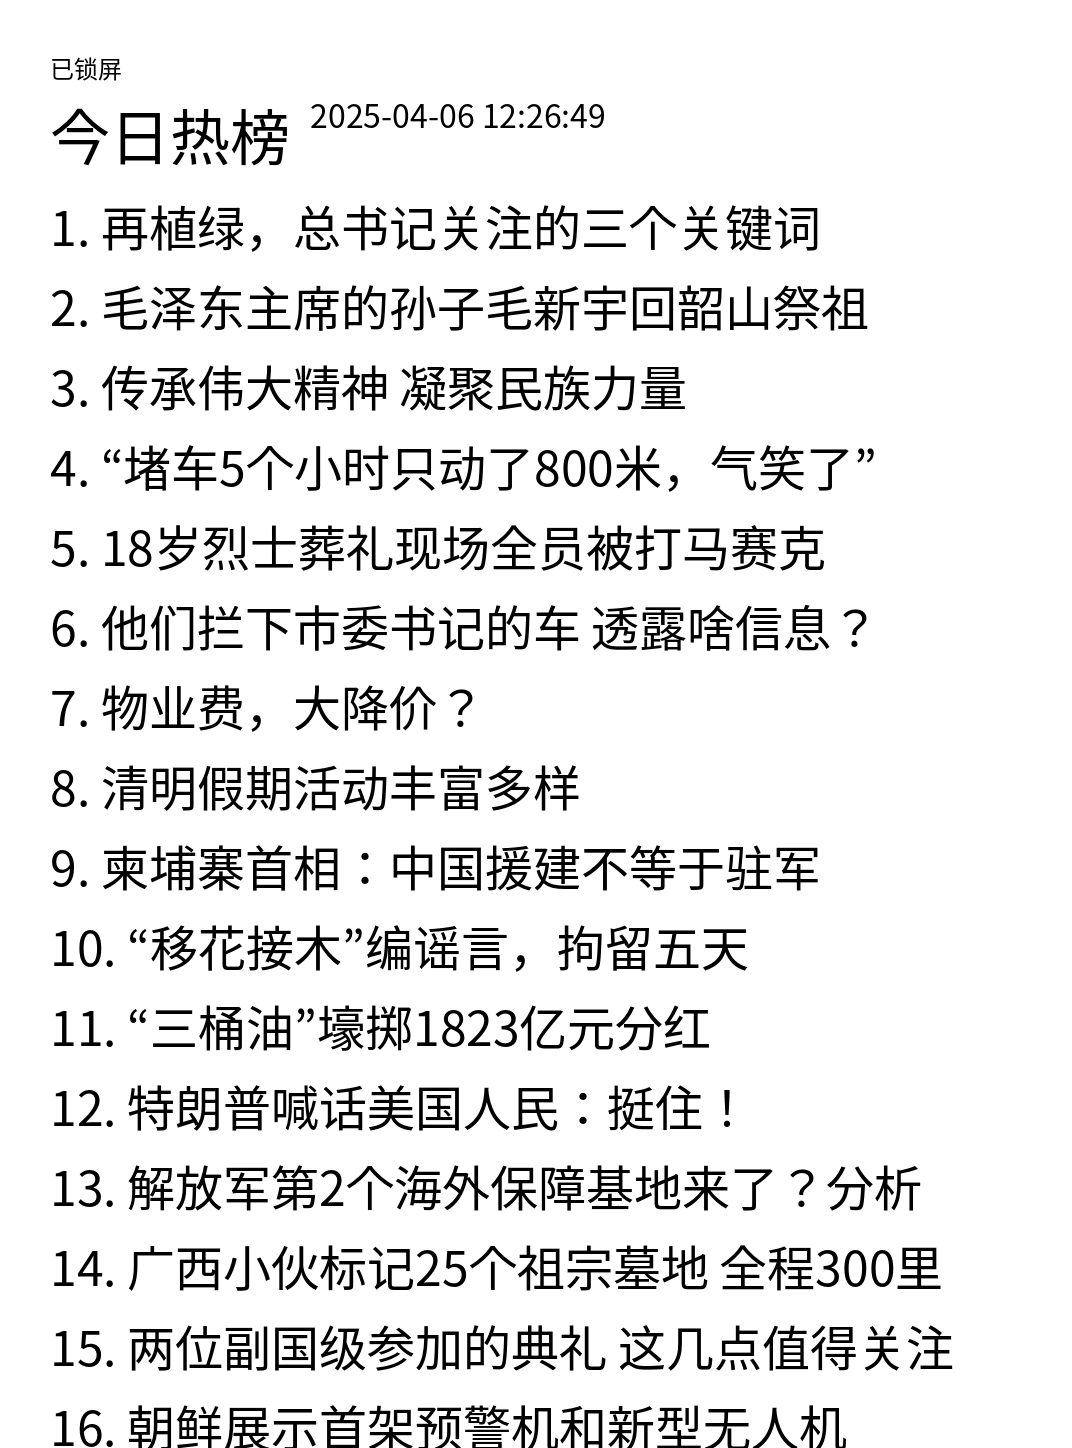 已锁屏
今日热榜 2025-04-06 12:26:49
1. 再植绿，总书记关注的三个关键词
2. 毛泽东主席的孙子毛新宇回韶山祭祖
3. 传承伟大精神 凝聚民族力量
4. “堵车5个小时只动了800米，气笑了”
5. 18岁烈士葬礼现场全员被打马赛克
6. 他们拦下市委书记的车 透露啥信息？
7. 物业费，大降价？
8. 清明假期活动丰富多样
9. 柬埔寨首相：中国援建不等于驻军
10. “移花接木”编谣言，拘留五天
11. “三桶油”壕掷1823亿元分红
12. 特朗普喊话美国人民：挺住！
13. 解放军第2个海外保障基地来了？分析
14. 广西小伙标记25个祖宗墓地 全程300里
15. 两位副国级参加的典礼 这几点值得关注
16. 朝鲜展示首架预警机和新型无人机